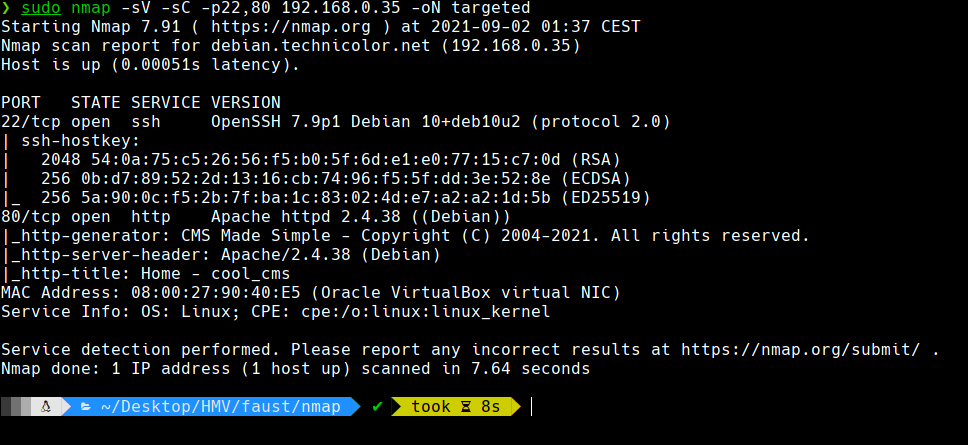 ❯ sudo nmap -sV -sC -p22,80 192.168.0.35 -oN targeted
Starting Nmap 7.91 ( https://nmap.org ) at 2021-09-02 01:37 CEST
Nmap scan report for debian.technicolor.net (192.168.0.35)
Host is up (0.00051s latency).

PORT   STATE SERVICE VERSION
22/tcp open  ssh     OpenSSH 7.9p1 Debian 10+deb10u2 (protocol 2.0)
| ssh-hostkey:
|   2048 54:0a:75:c5:26:56:f5:b0:5f:6d:e1:e0:77:15:c7:0d (RSA)
|   256 0b:d7:89:52:2d:13:16:cb:74:96:f5:5f:dd:3e:52:8e (ECDSA)
|_  256 5a:90:0c:f5:2b:7f:ba:1c:83:02:4d:e7:a2:a2:1d:5b (ED25519)
80/tcp open  http    Apache httpd 2.4.38 ((Debian))
|_http-generator: CMS Made Simple - Copyright (C) 2004-2021. All rights reserved.
|_http-server-header: Apache/2.4.38 (Debian)
|_http-title: Home - cool_cms
MAC Address: 08:00:27:90:40:E5 (Oracle VirtualBox virtual NIC)
Service Info: OS: Linux; CPE: cpe:/o:linux:linux_kernel

Service detection performed. Please report any incorrect results at https://nmap.org/submit/ .
Nmap done: 1 IP address (1 host up) scanned in 7.64 seconds

~/Desktop/HMV/faust/nmap ✔ took ⌛ 8s